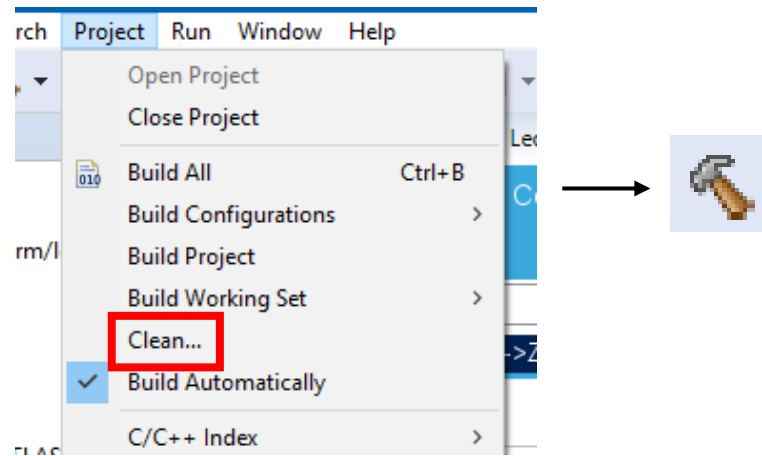 rch Project Run Window Help
Open Project
Close Project
Build All Ctrl+B
Build Configurations
rm/l
Build Project
Build Working Set
Clean...
->Z
Build Automatically
C/C++ Index